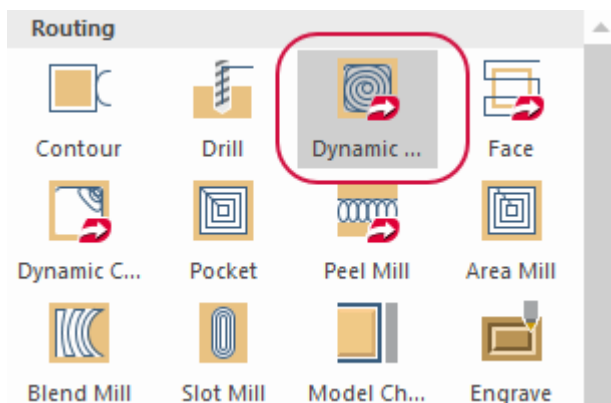 Routing
Contour Drill Dynamic ... Face
Dynamic C... Pocket Peel Mill Area Mill
Blend Mill Slot Mill Model Ch... Engrave